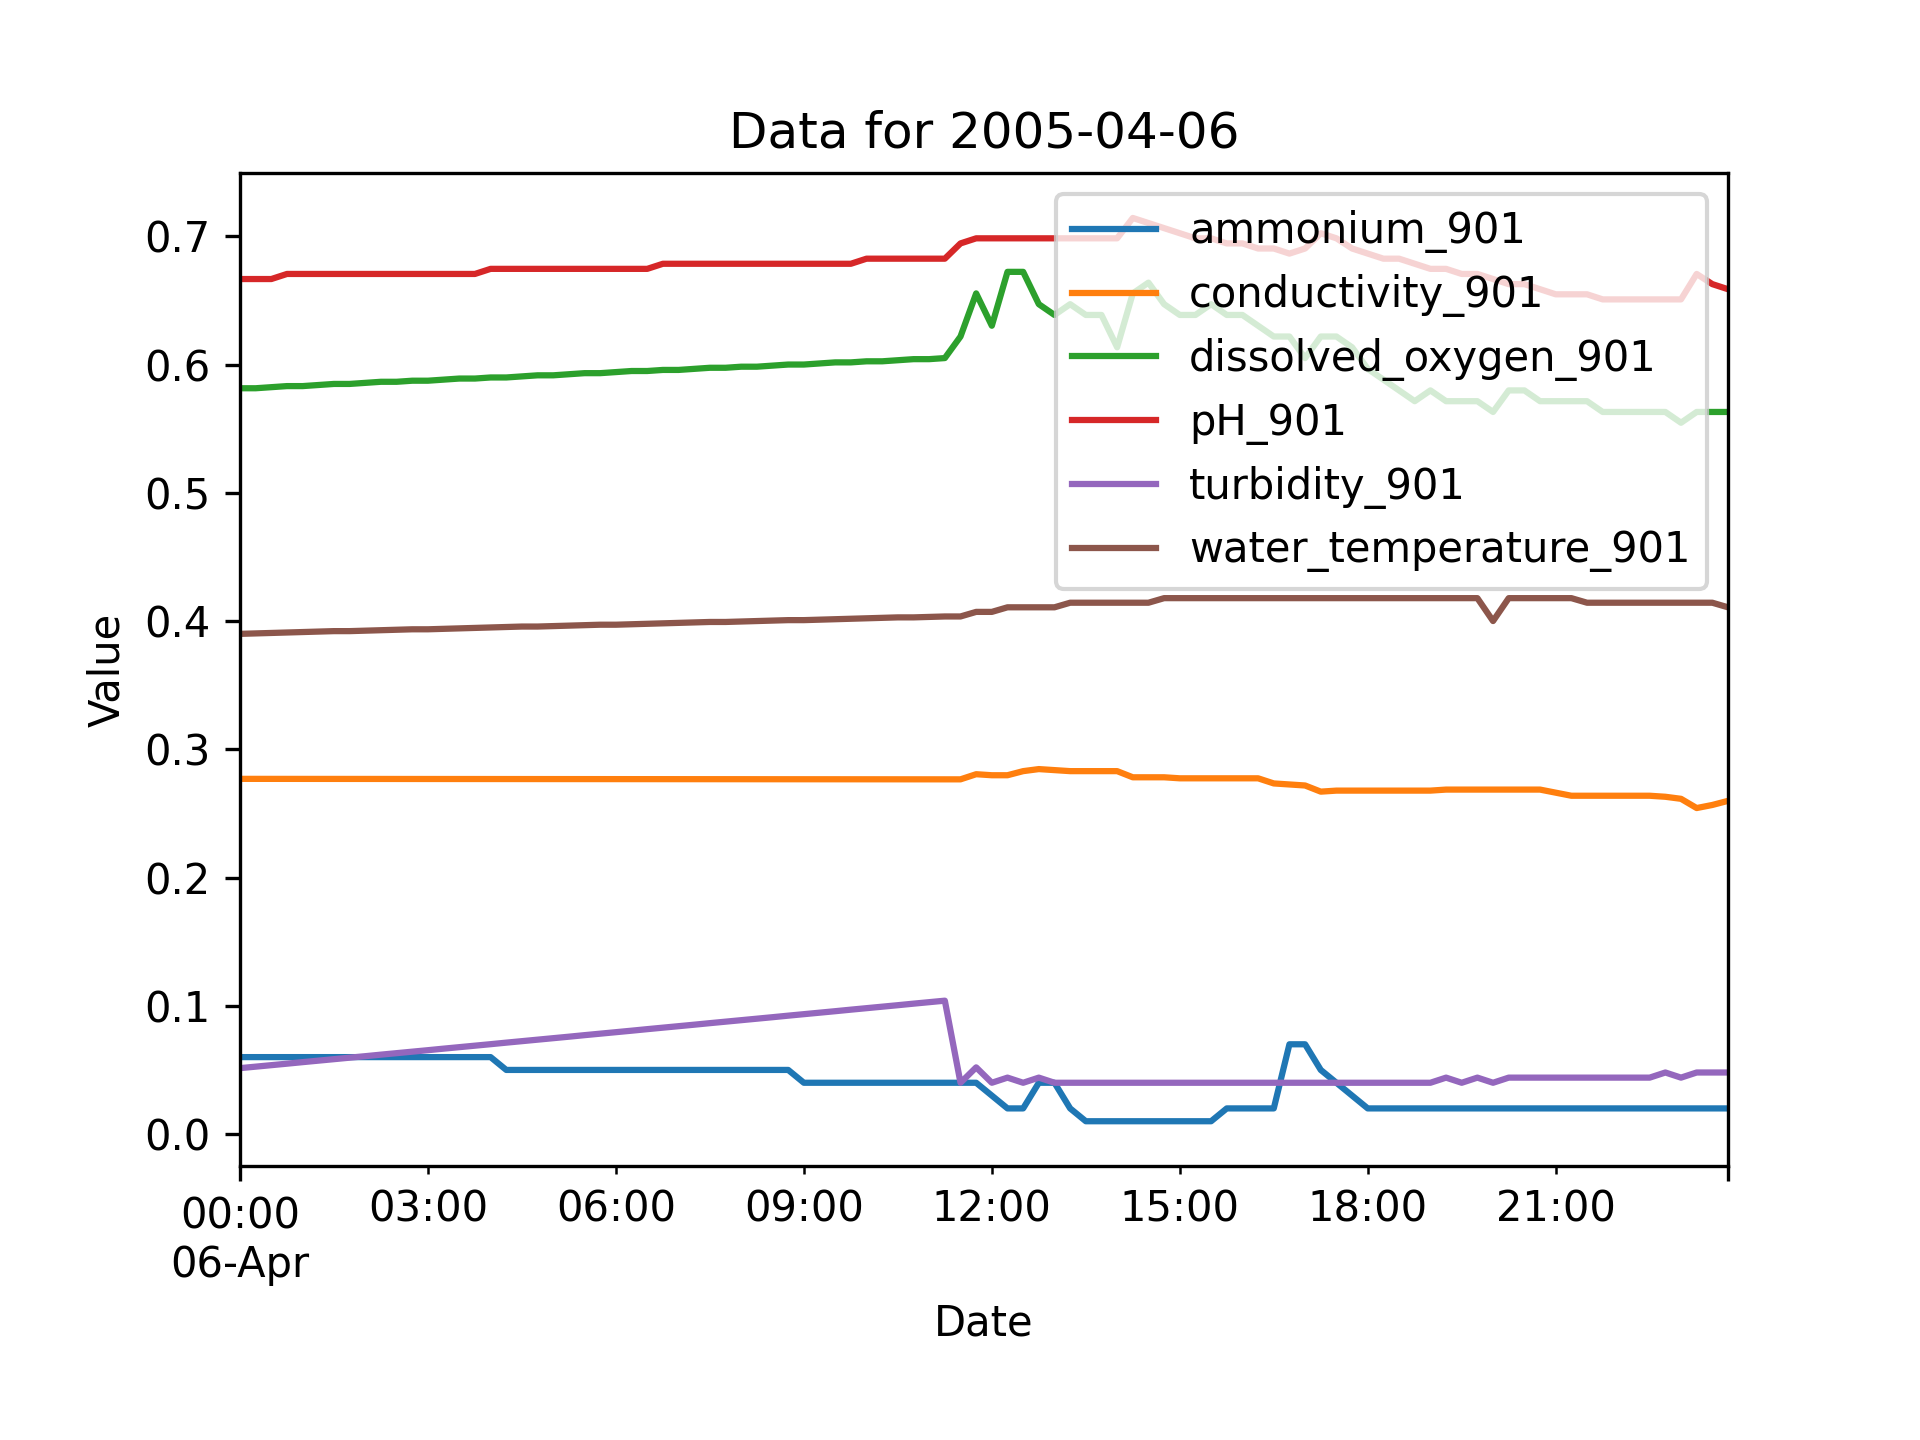 Data for 2005-04-06
ammonium_901
conductivity_901
dissolved_oxygen_901
pH_901
turbidity_901
water_temperature_901
Value
0.7
0.6
0.5
0.4
0.3
0.2
0.1
0.0
00:00 03:00 06:00 09:00 12:00 15:00 18:00 21:00
06-Apr
Date